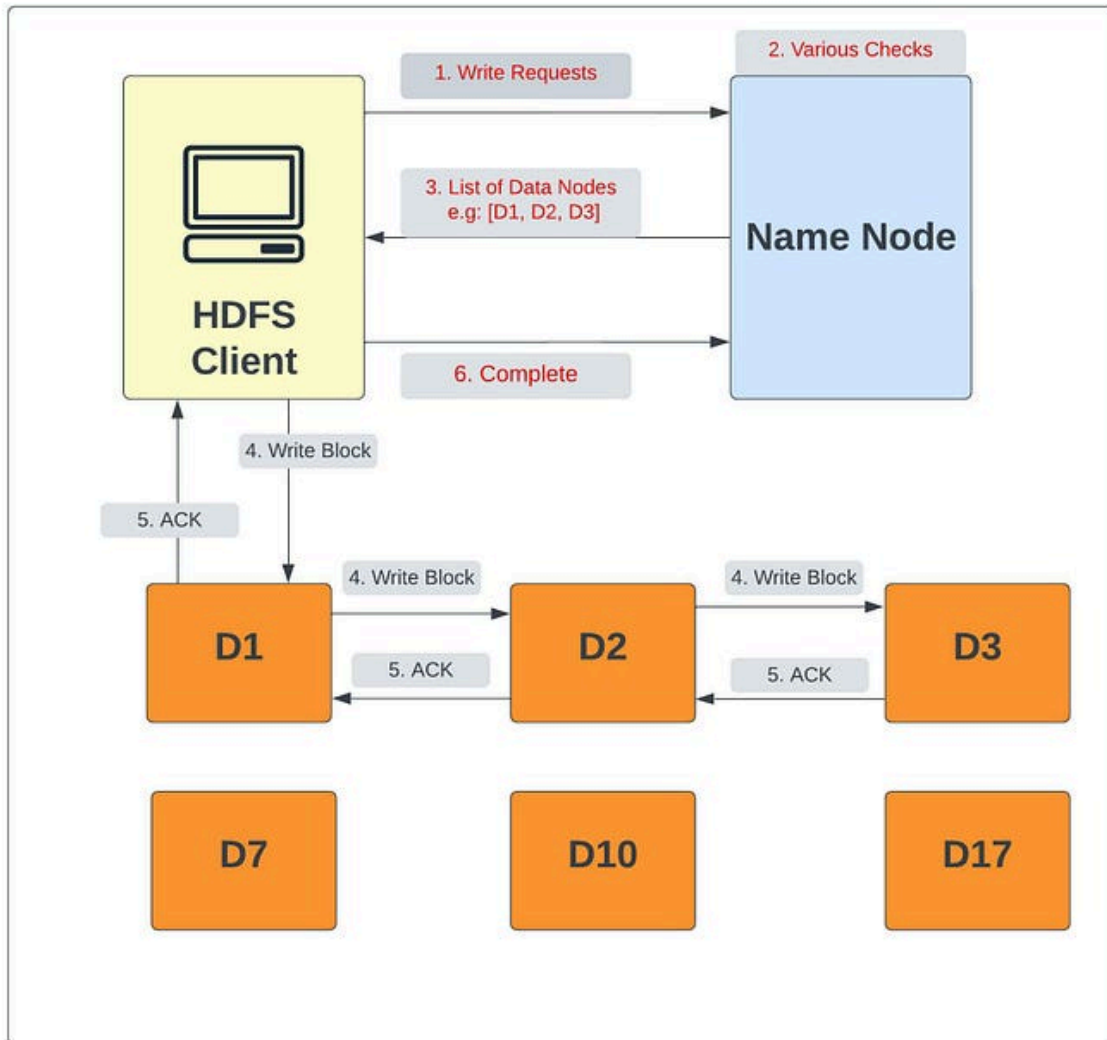 2. Various Checks
1. Write Requests
3. List of Data Nodes
e.g: [D1, D2, D3]
Name Node
HDFS
Client
6. Complete
4. Write Block
5. ACK
4. Write Block
4. Write Block
D1
D2
D3
5. ACK
5. ACK
D7
D10
D17